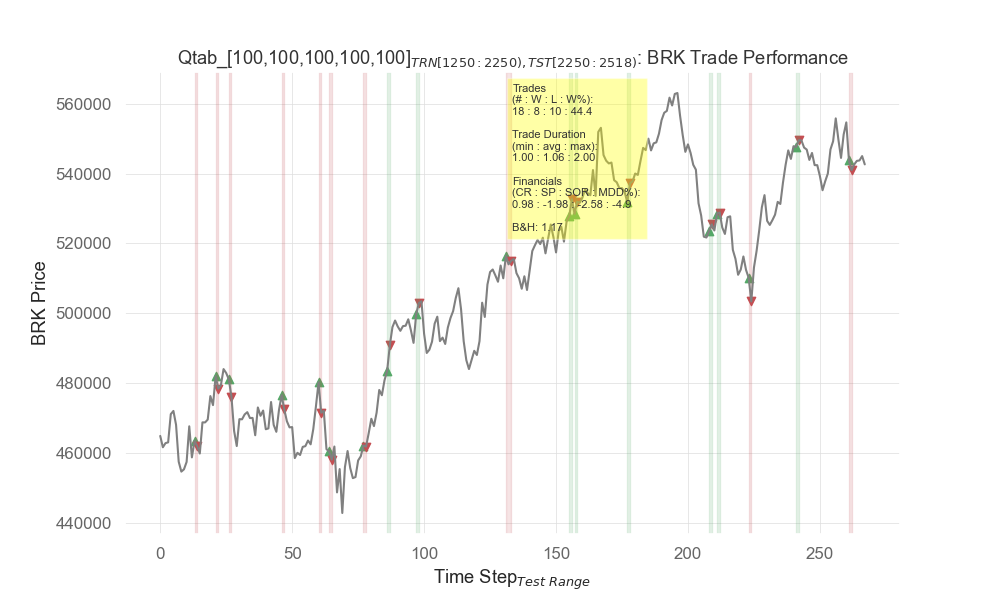 Qtab_[100,100,100,100,100]TRN[1250:2250],TST[2250:2518]: BRK Trade Performance
Trades
(# : W : L : W%):
18 : 8 : 10 : 44.4
Trade Duration
(min : avg : max):
1.00 : 1.06 : 2.00
Financials
(CR : SP : SOR : MDD%):
0.98 : -1.98 : -2.58 : -4.9
B&H: 1.17
BRK Price
560000
540000
520000
500000
480000
460000
440000
0 50 100 150 200 250
Time Step Test Range